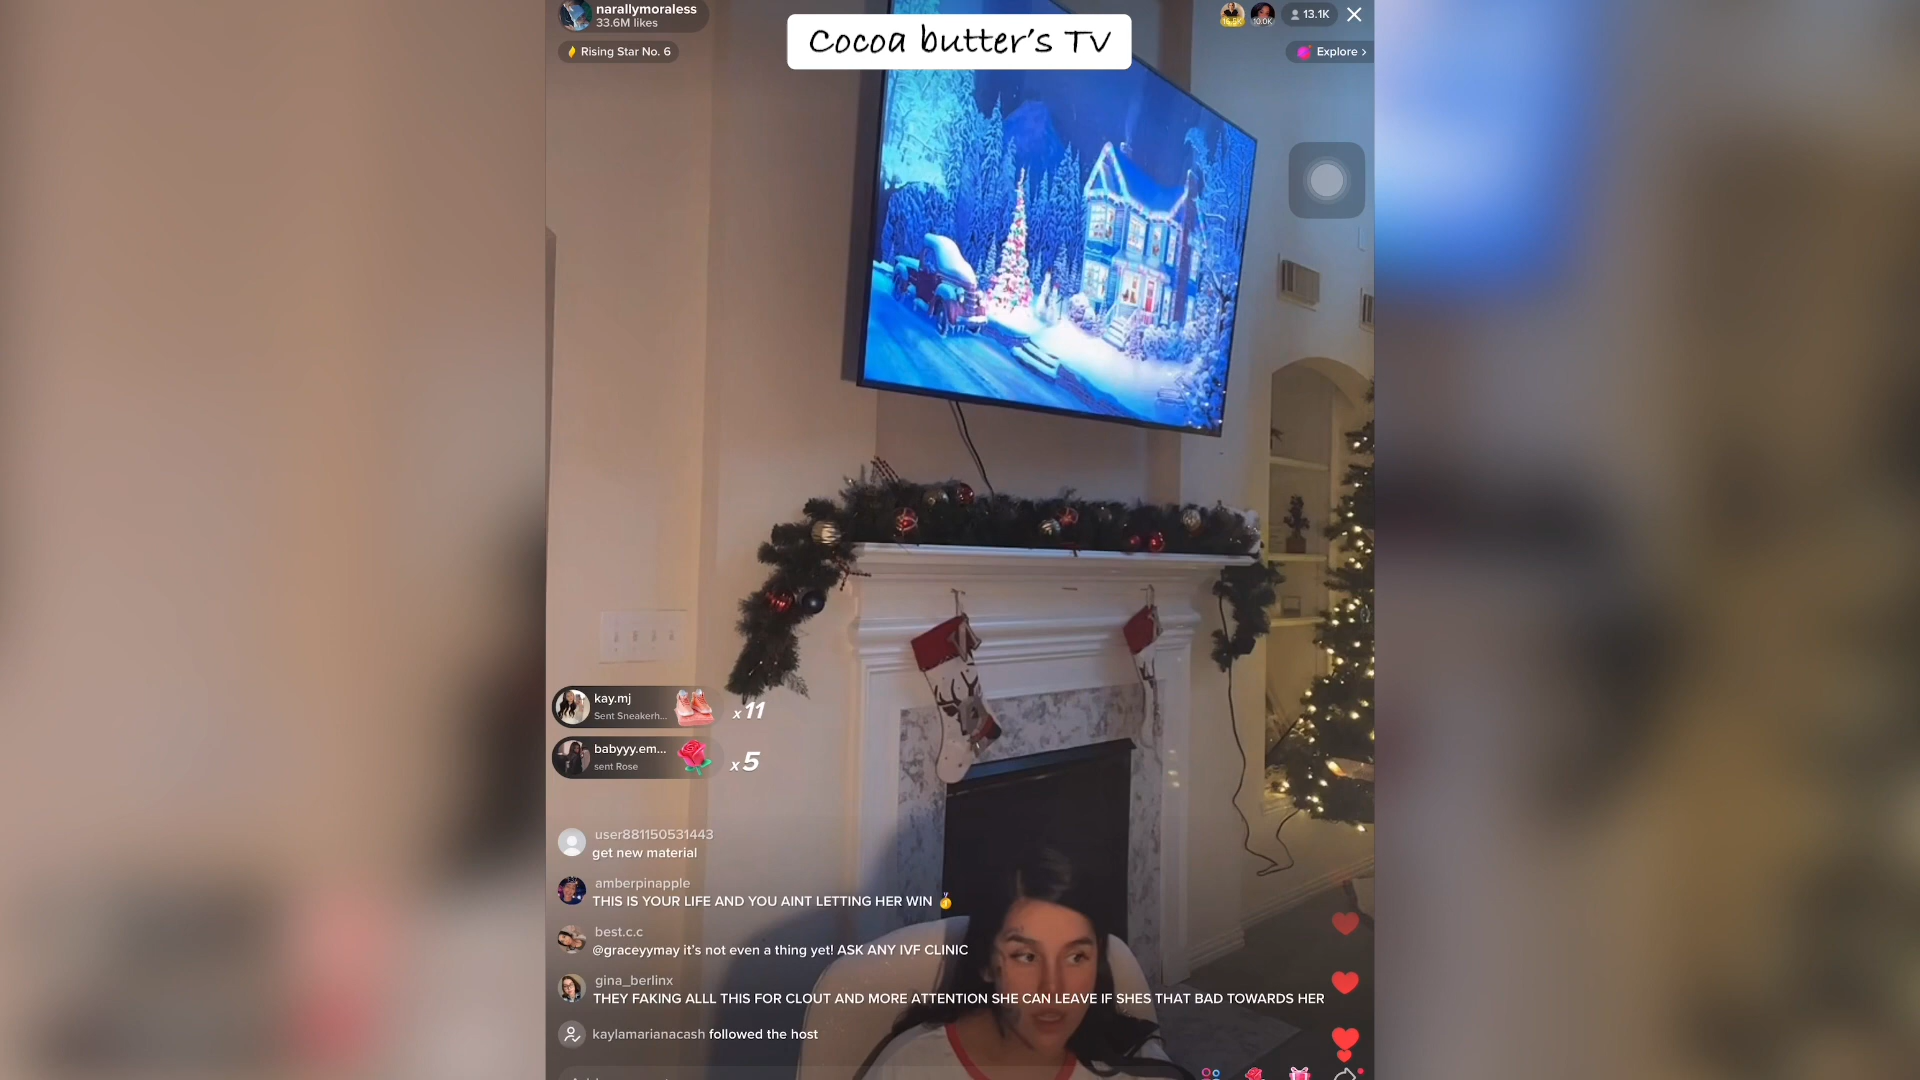 narallymoraless
33.6M likes
Cocoa butter's Tv
10.0K
13.1K
Rising Star No. 6
Explore >
kay.mj
Sent Sneakerh...
x11
babyyy.em...
sent Rose
x5
user881150531443
get new material
amberpinapple
THIS IS YOUR LIFE AND YOU AINT LETTING HER WIN
best.c.c
@graceyymay it's not even a thing yet! ASK ANY IVF CLINIC
gina_berlinx
THEY FAKING ALLL THIS FOR CLOUT AND MORE ATTENTION SHE CAN LEAVE IF SHES THAT BAD TOWARDS HER
kaylamarianacash followed the host